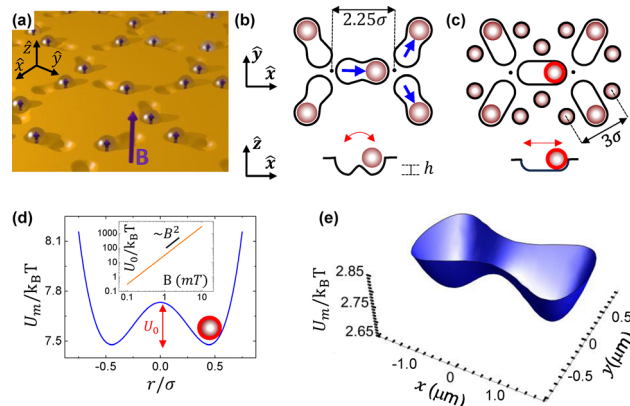 (a)
ẑ
x̂
ŷ
B
(b)
2.25σ
ŷ
x̂
ẑ
x̂
h
(c)
3σ
(d)
8.1
7.8
7.5
U_m/k_BT
-0.5
0.0
0.5
r/σ
U_0
1000
100
10
1
0.1
U_0/k_BT
~B²
B (mT)
0.1
1
10
(e)
2.85
2.75
2.65
U_m/k_BT
-1.0
0
1.0
x (μm)
0.5
0
-0.5
y(μm)